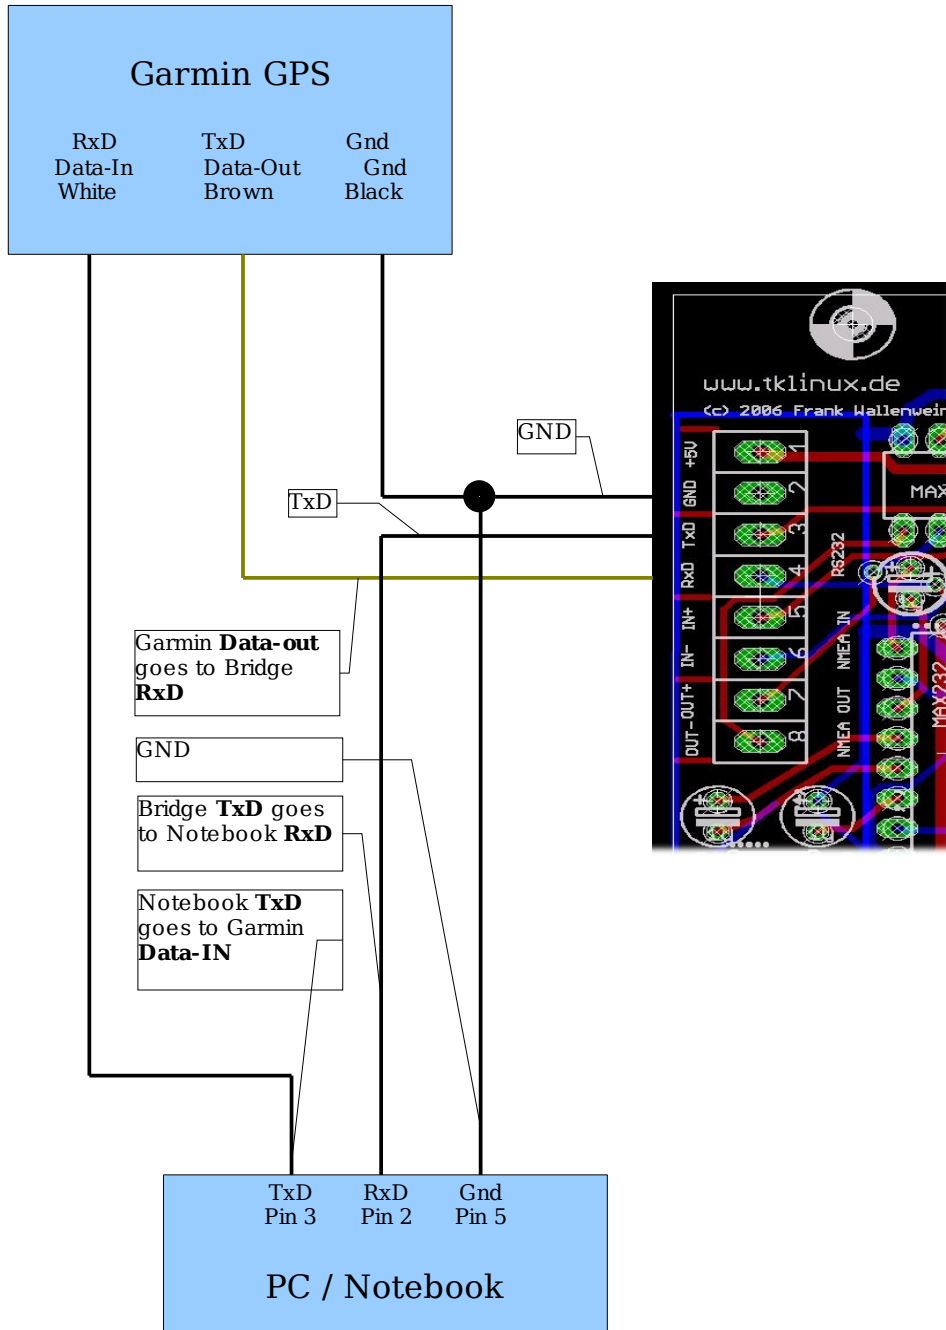 Garmin GPS
RxD TxD Gnd
Data-In Data-Out Gnd
White Brown Black
www.tklinux.de
(c) 2006 Frank Wallenwein
GND
TxD
+5V
GND
TxD
RxD
IN+
IN-
OUT+
OUT-
1
2
3
4
5
6
7
8
RS232
NMEA IN
NMEA OUT
MAX
MAX232
Garmin Data-out
goes to Bridge
RxD
GND
Bridge TxD goes
to Notebook RxD
Notebook TxD
goes to Garmin
Data-IN
TxD RxD Gnd
Pin 3 Pin 2 Pin 5
PC / Notebook